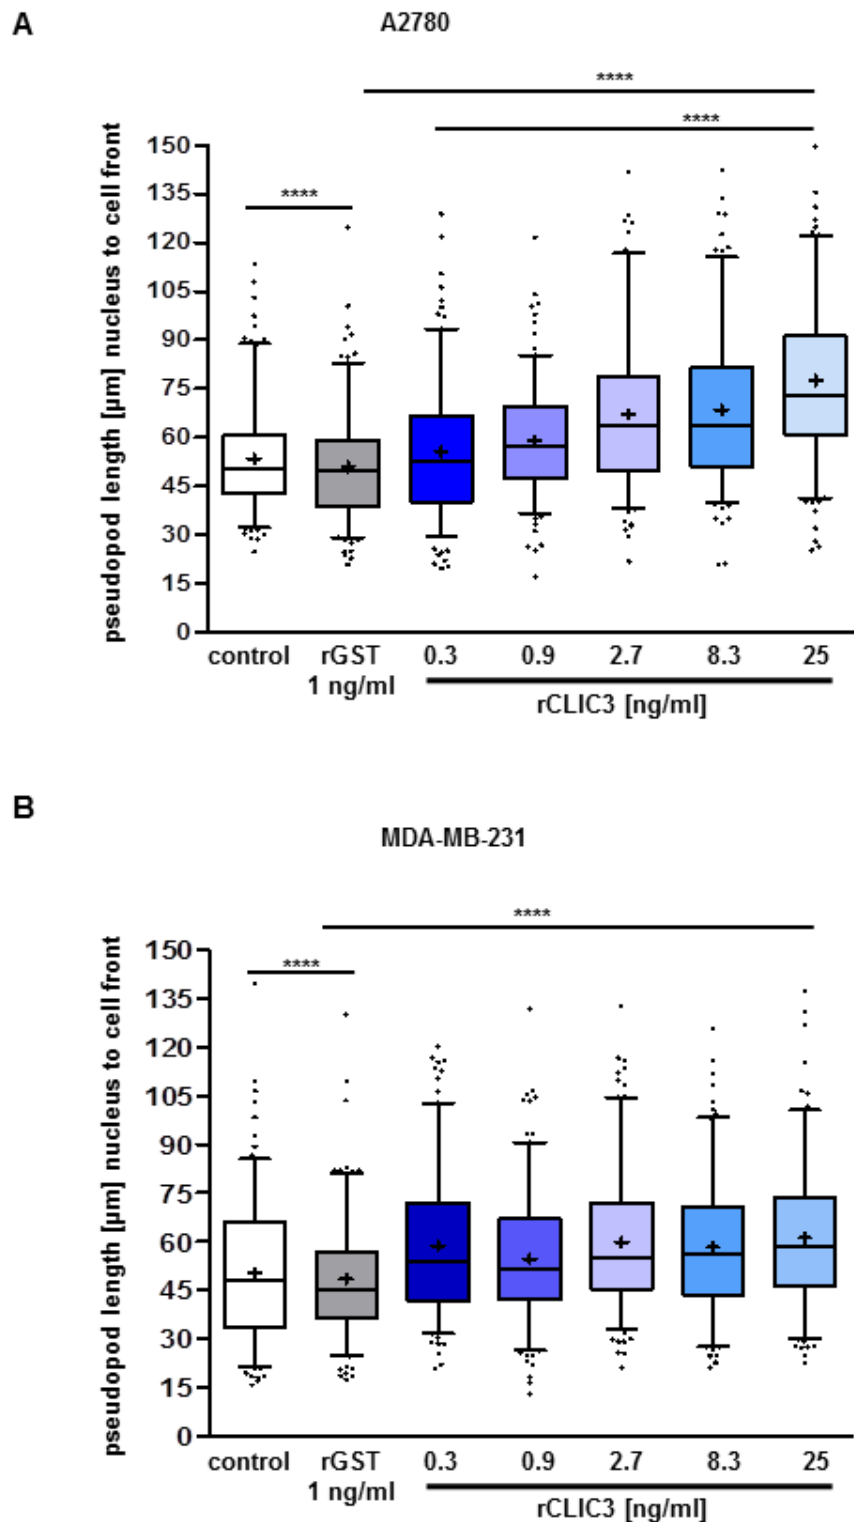 A
A2780
****
****
****
pseudopod length [µm] nucleus to cell front
150
135
120
105
90
75
60
45
30
15
0
control rGST 0.3 0.9 2.7 8.3 25
1 ng/ml
rCLIC3 [ng/ml]
B
MDA-MB-231
****
****
pseudopod length [µm] nucleus to cell front
150
135
120
105
90
75
60
45
30
15
0
control rGST 0.3 0.9 2.7 8.3 25
1 ng/ml
rCLIC3 [ng/ml]